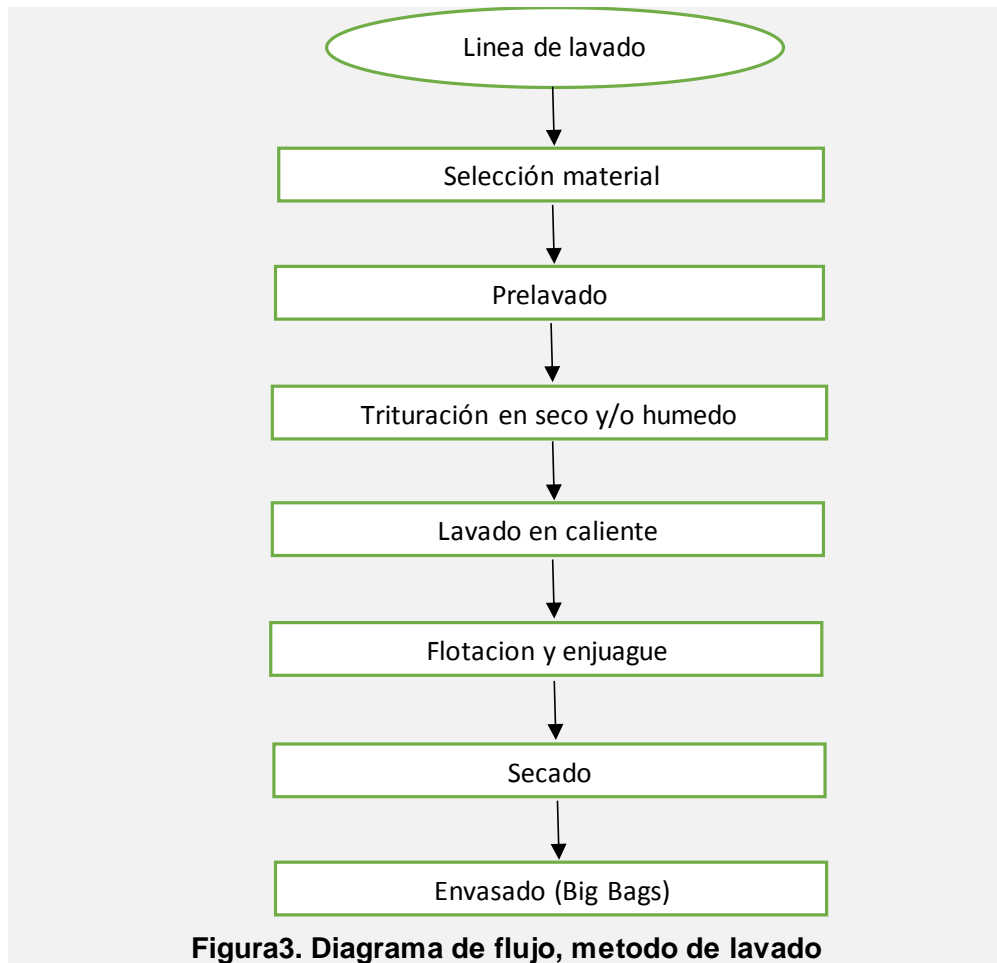 Linea de lavado
Selección material
Prelavado
Trituración en seco y/o humedo
Lavado en caliente
Flotacion y enjuague
Secado
Envasado (Big Bags)
Figura3. Diagrama de flujo, metodo de lavado